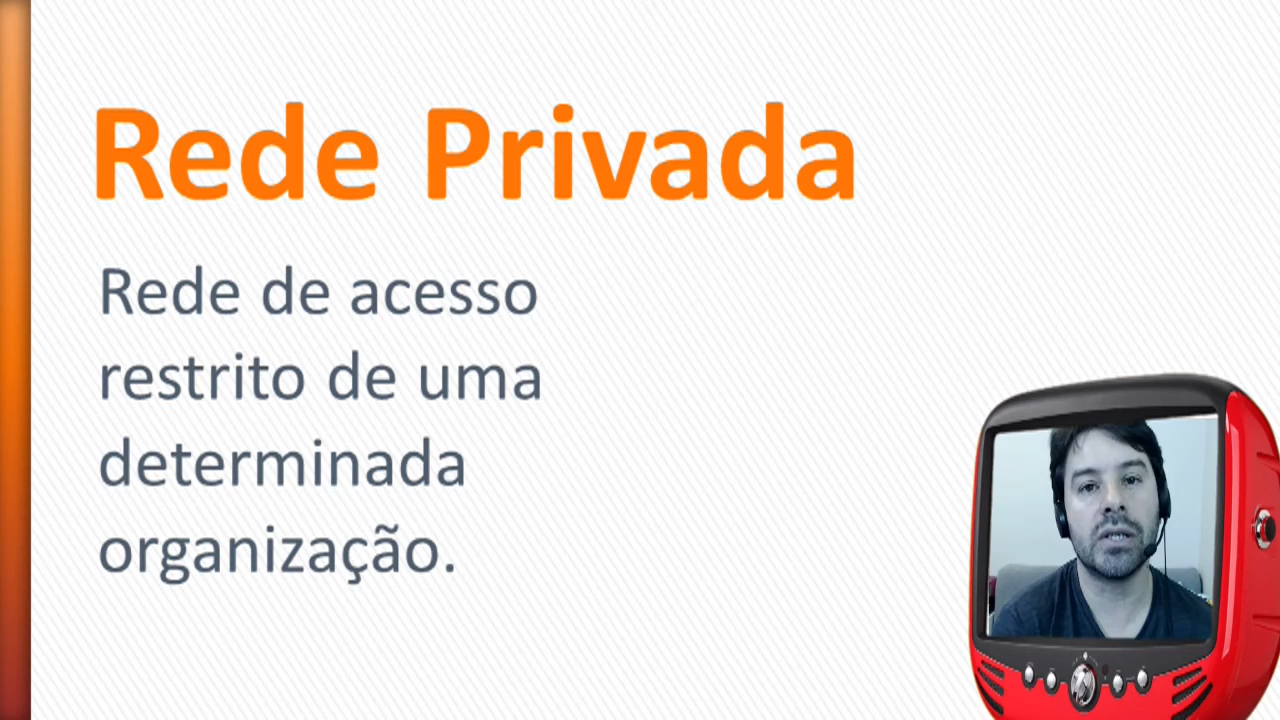 Rede Privada
Rede de acesso
restrito de uma
determinada
organização.